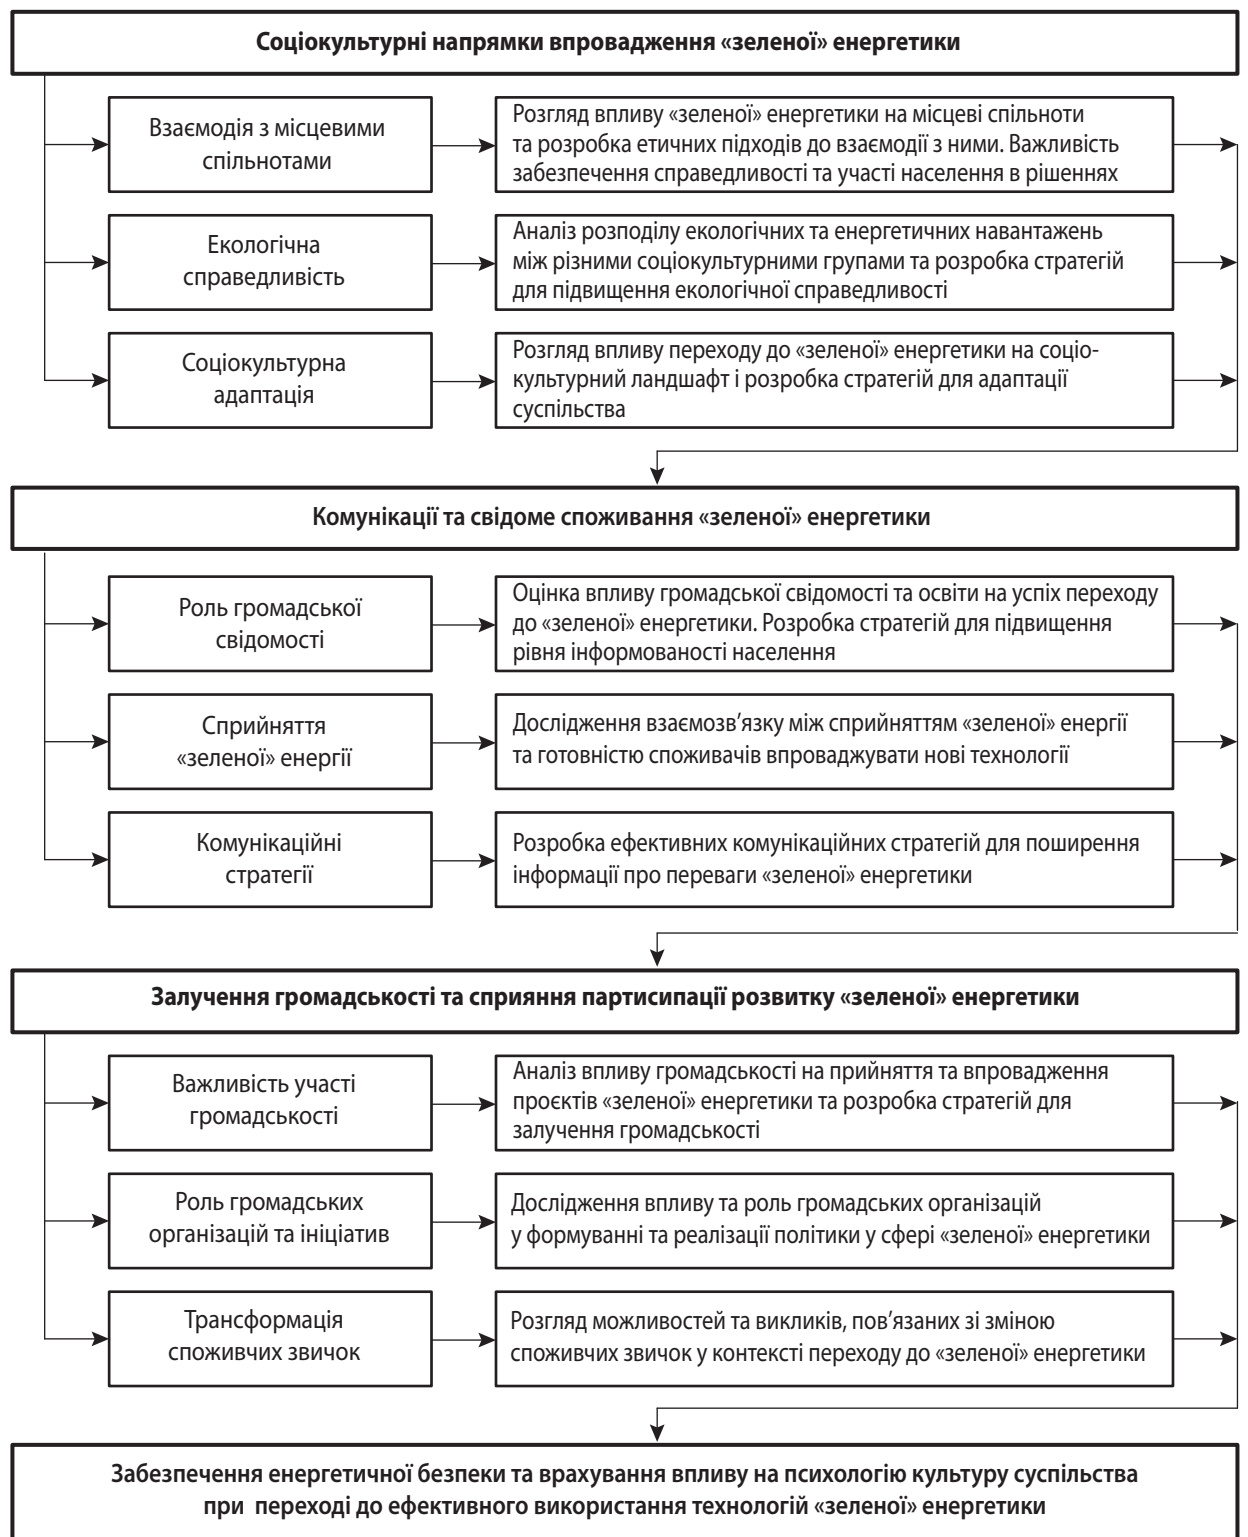 Соціокультурні напрямки впровадження «зеленої» енергетики
Взаємодія з місцевими
спільнотами
Розгляд впливу «зеленої» енергетики на місцеві спільноти
та розробка етичних підходів до взаємодії з ними. Важливість
забезпечення справедливості та участі населення в рішеннях
Екологічна
справедливість
Аналіз розподілу екологічних та енергетичних навантажень
між різними соціокультурними групами та розробка стратегій
для підвищення екологічної справедливості
Соціокультурна
адаптація
Розгляд впливу переходу до «зеленої» енергетики на соціо-
культурний ландшафт і розробка стратегій для адаптації
суспільства
Комунікації та свідоме споживання «зеленої» енергетики
Роль громадської
свідомості
Оцінка впливу громадської свідомості та освіти на успіх переходу
до «зеленої» енергетики. Розробка стратегій для підвищення
рівня інформованості населення
Сприйняття
«зеленої» енергії
Дослідження взаємозв'язку між сприйняттям «зеленої» енергії
та готовністю споживачів впроваджувати нові технології
Комунікаційні
стратегії
Розробка ефективних комунікаційних стратегій для поширення
інформації про переваги «зеленої» енергетики
Залучення громадськості та сприяння партисипації розвитку «зеленої» енергетики
Важливість участі
громадськості
Аналіз впливу громадськості на прийняття та впровадження
проєктів «зеленої» енергетики та розробка стратегій для
залучення громадськості
Роль громадських
організацій та ініціатив
Дослідження впливу та роль громадських організацій
у формуванні та реалізації політики у сфері «зеленої» енергетики
Трансформація
споживчих звичок
Розгляд можливостей та викликів, пов’язаних зі зміною
споживчих звичок у контексті переходу до «зеленої» енергетики
Забезпечення енергетичної безпеки та врахування впливу на психологію культуру суспільства
при переході до ефективного використання технологій «зеленої» енергетики